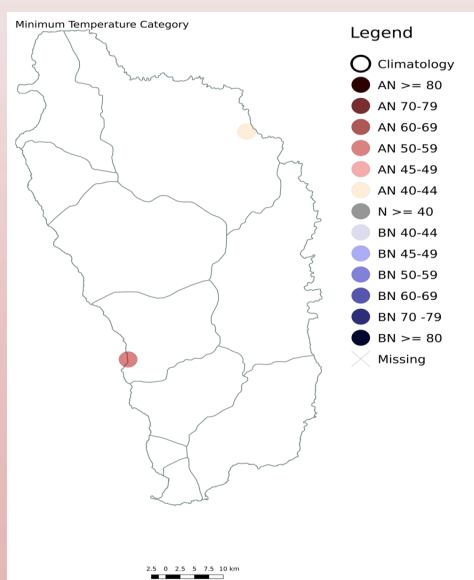 Minimum Temperature Category
Legend
Climatology
AN >= 80
AN 70-79
AN 60-69
AN 50-59
AN 45-49
AN 40-44
N >= 40
BN 40-44
BN 45-49
BN 50-59
BN 60-69
BN 70 -79
BN >= 80
Missing
2.5 0 2.5 5 7.5 10 km